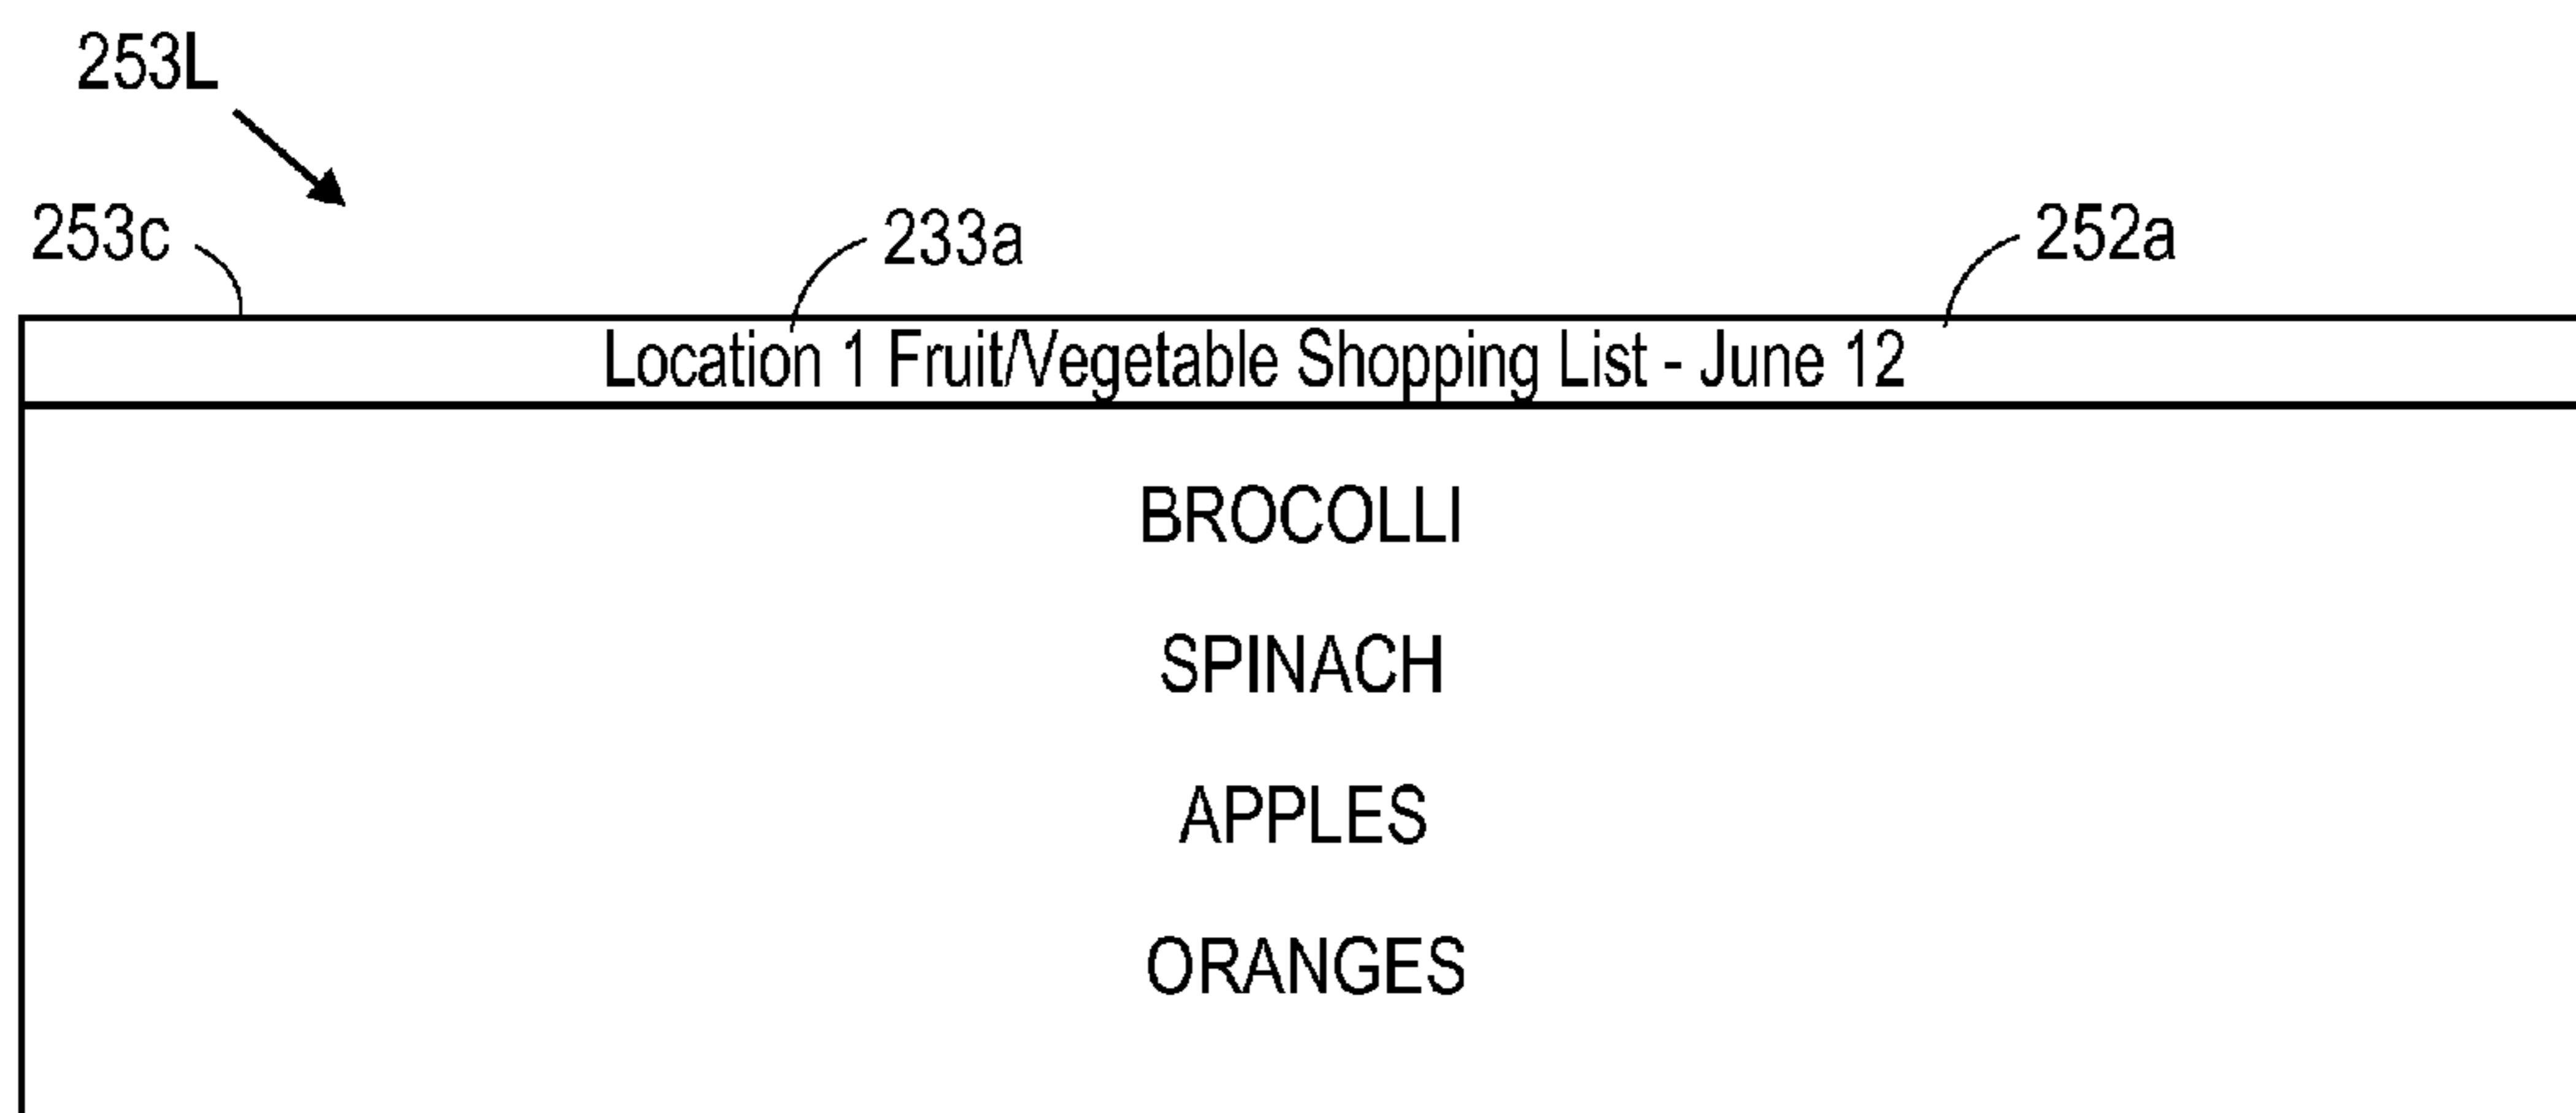 253L
253c 233a 252a
Location 1 Fruit/Vegetable Shopping List - June 12
BROCOLLI
SPINACH
APPLES
ORANGES